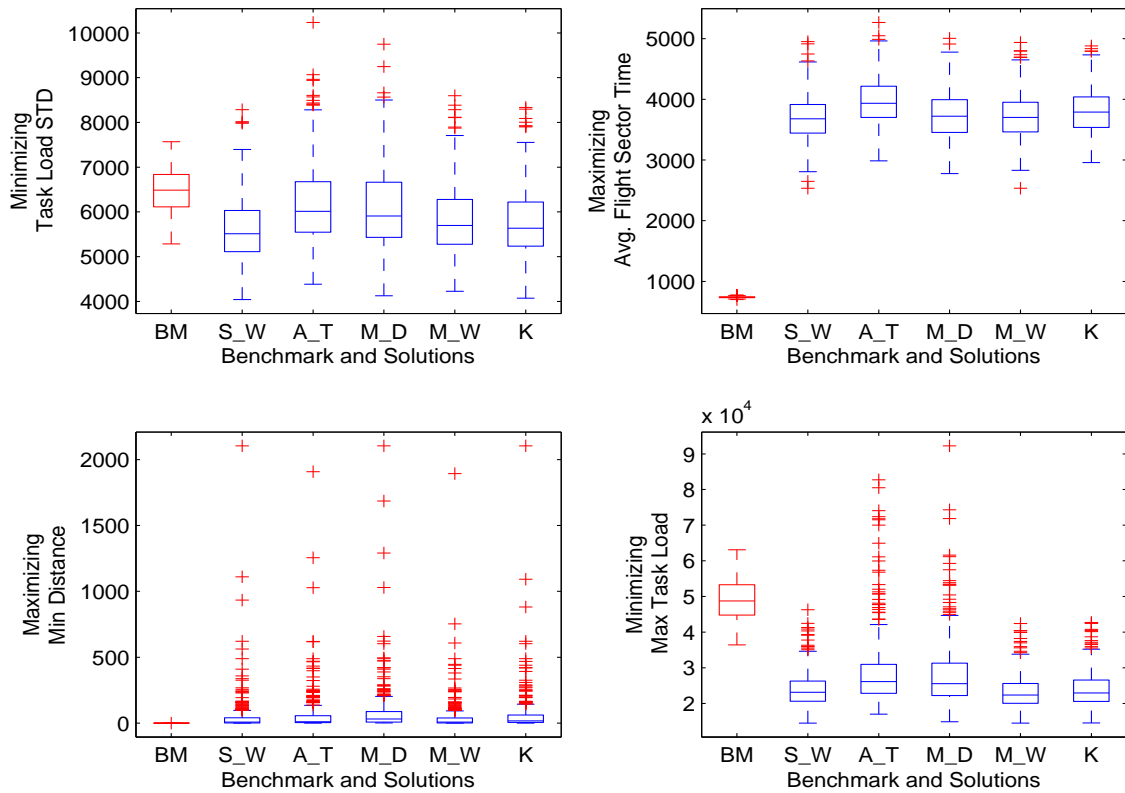 10000
9000
8000
7000
6000
5000
4000
Minimizing
Task Load STD
BM S_W A_T M_D M_W K
Benchmark and Solutions
5000
4000
3000
2000
1000
Maximizing
Avg. Flight Sector Time
BM S_W A_T M_D M_W K
Benchmark and Solutions
2000
1500
1000
500
0
Maximizing
Min Distance
BM S_W A_T M_D M_W K
Benchmark and Solutions
x 10^4
9
8
7
6
5
4
3
2
Minimizing
Max Task Load
BM S_W A_T M_D M_W K
Benchmark and Solutions